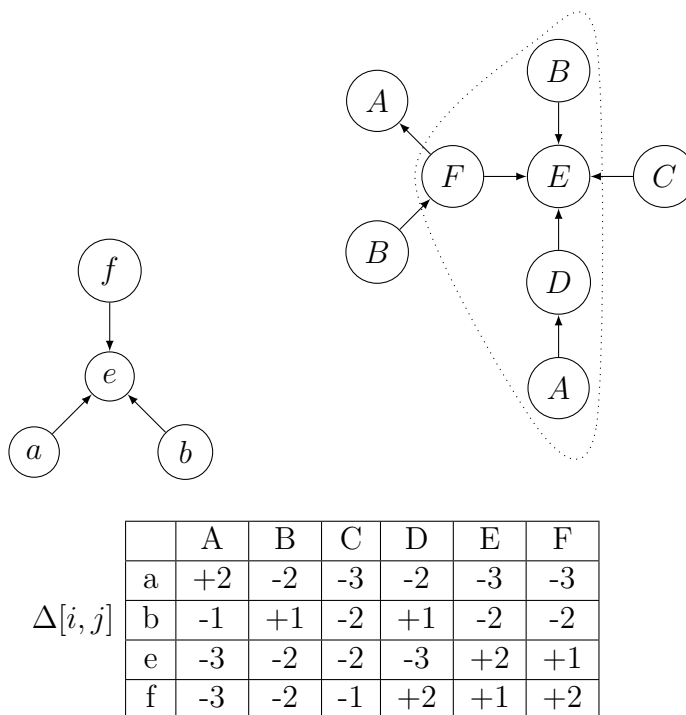 B
A
F E C
B
f
D
e
A
a b
A B C D E F
a +2 -2 -3 -2 -3 -3
Δ[i, j] b -1 +1 -2 +1 -2 -2
e -3 -2 -2 -3 +2 +1
f -3 -2 -1 +2 +1 +2